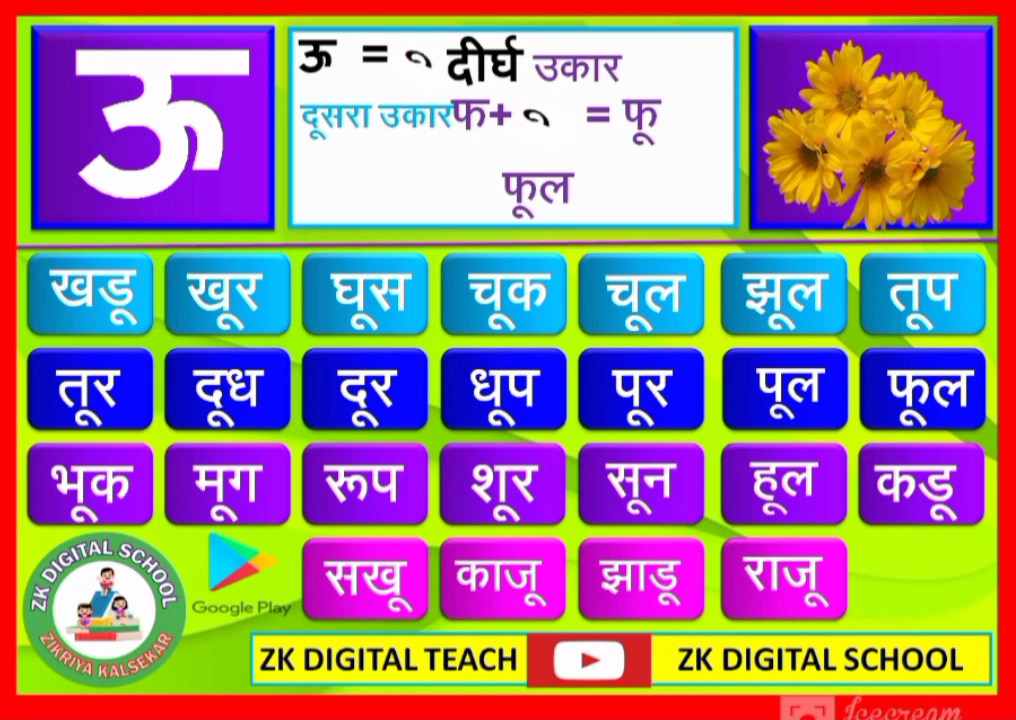 ऊ
ऊ = ू दीर्घ उकार
दूसरा उकार फ+ ू = फू
फूल
खडू खूर घूस चूक चूल झूल तूप
तूर दूध दूर धूप पूर पूल फूल
भूक मूग रूप शूर सून हूल कडू
सखू काजू झाडू राजू
ZK DIGITAL SCHOOL
ZIKRIYA KALSEKAR
Google Play
ZK DIGITAL TEACH ZK DIGITAL SCHOOL
Icecream